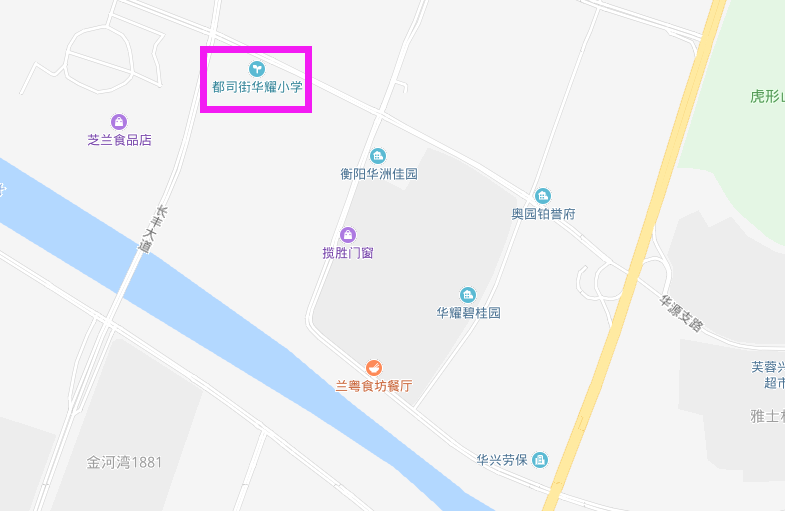 都司街华耀小学
虎形山
芝兰食品店
衡阳华洲佳园
长丰大道
奥园铂誉府
揽胜门窗
华耀碧桂园
华源支路
芙蓉兴
超市
兰粤食坊餐厅
雅士林
金河湾1881
华兴劳保